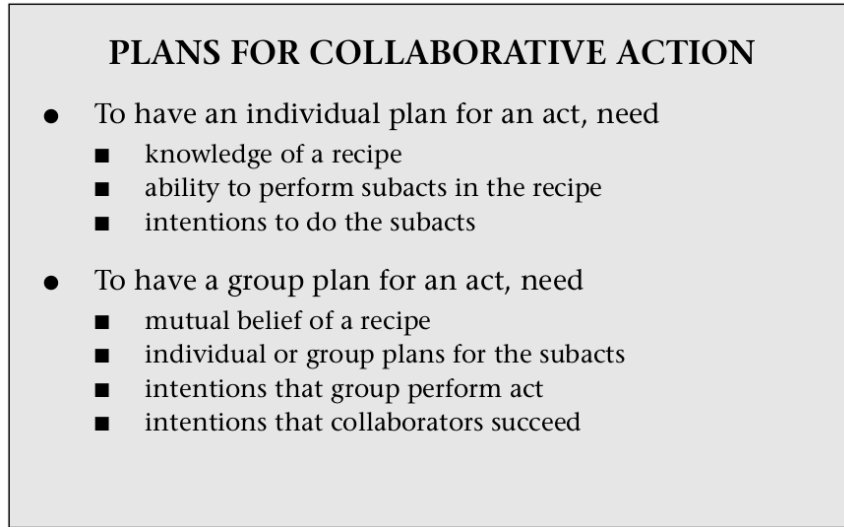 PLANS FOR COLLABORATIVE ACTION
● To have an individual plan for an act, need
■ knowledge of a recipe
■ ability to perform subacts in the recipe
■ intentions to do the subacts
● To have a group plan for an act, need
■ mutual belief of a recipe
■ individual or group plans for the subacts
■ intentions that group perform act
■ intentions that collaborators succeed